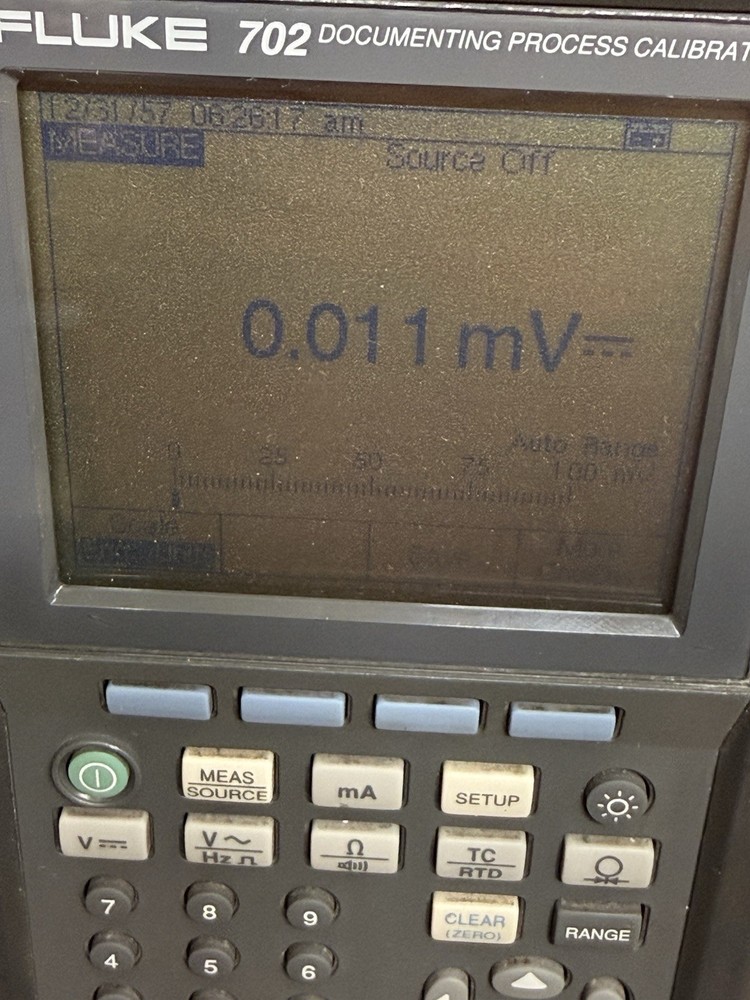 FLUKE 702 DOCUMENTING PROCESS CALIBRAT
12/31/57 06:26:17 am
MEASURE
Source Off
0.011 mV
Auto Range
0 25 50 75 100 mV
Save More
MEAS
SOURCE
mA
SETUP
V
V
Hz
Ω
TC
RTD
7 8 9
CLEAR
(ZERO)
RANGE
4 5 6